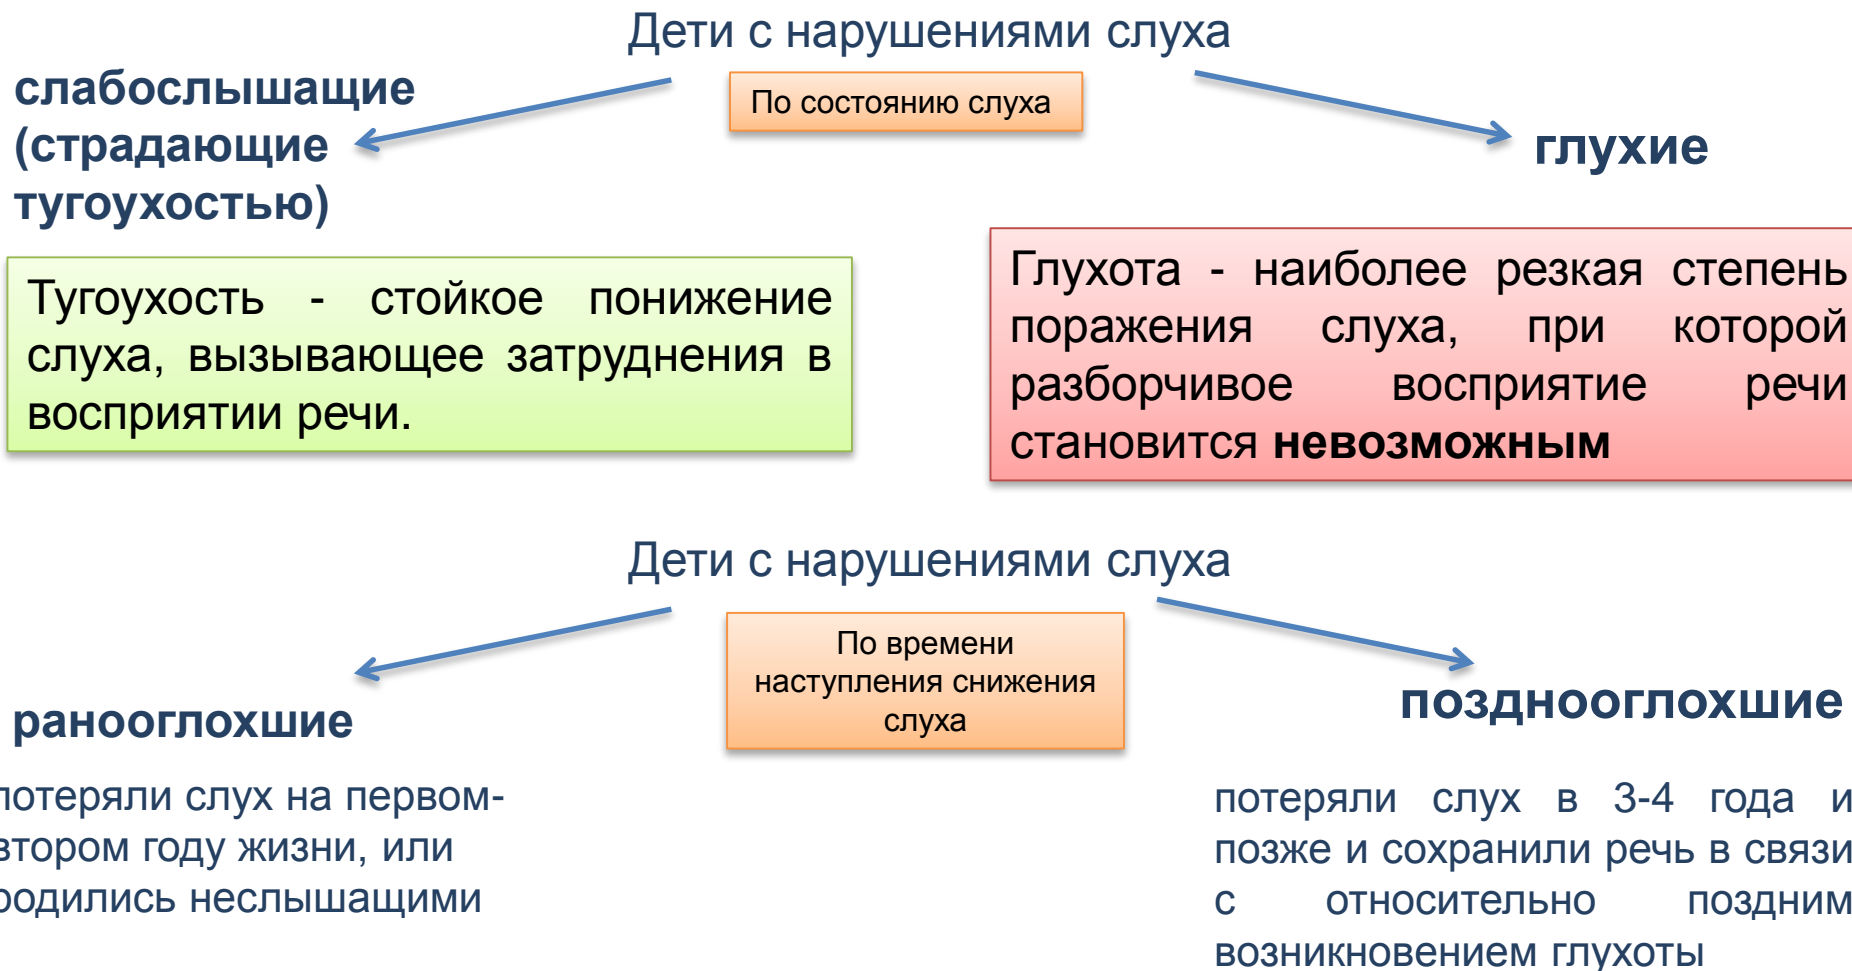 Дети с нарушениями слуха
По состоянию слуха
слабослышащие
(страдающие
тугоухостью)
глухие
Тугоухость - стойкое понижение
слуха, вызывающее затруднения в
восприятии речи.
Глухота - наиболее резкая степень
поражения слуха, при которой
разборчивое восприятие речи
становится невозможным
Дети с нарушениями слуха
По времени
наступления снижения
слуха
ранооглохшие
позднооглохшие
потеряли слух на первом-
втором году жизни, или
родились неслышащими
потеряли слух в 3-4 года и
позже и сохранили речь в связи
с относительно поздним
возникновением глухоты